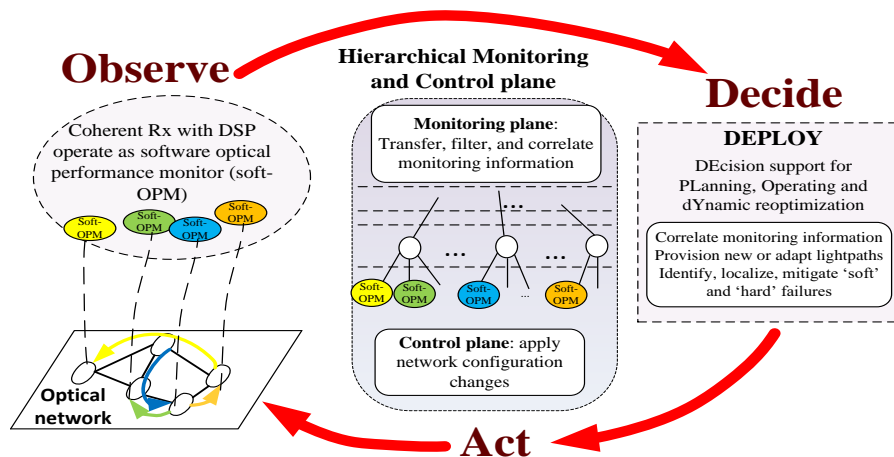 Observe
Coherent Rx with DSP
operate as software optical
performance monitor (soft-
OPM)
Soft-
OPM
Soft-
OPM
Soft-
OPM
Soft-
OPM
Optical
network
Hierarchical Monitoring
and Control plane
Monitoring plane:
Transfer, filter, and correlate
monitoring information
...
... ...
Soft-
OPM
Soft-
OPM
Soft-
OPM
...
Soft-
OPM
Control plane: apply
network configuration
changes
Decide
DEPLOY
DEcision support for
PLanning, Operating and
dYnamic reoptimization
Correlate monitoring information
Provision new or adapt lightpaths
Identify, localize, mitigate ‘soft’
and ‘hard’ failures
Act